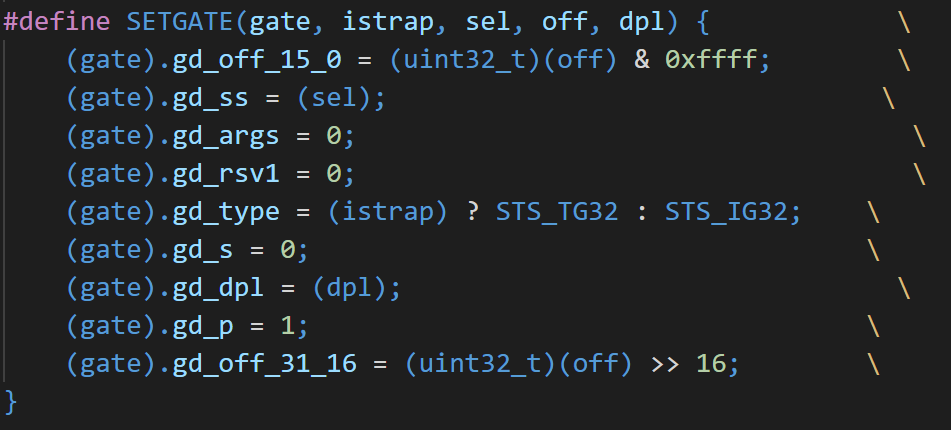 #define SETGATE(gate, istrap, sel, off, dpl) { \
    (gate).gd_off_15_0 = (uint32_t)(off) & 0xffff; \
    (gate).gd_ss = (sel); \
    (gate).gd_args = 0; \
    (gate).gd_rsv1 = 0; \
    (gate).gd_type = (istrap) ? STS_TG32 : STS_IG32; \
    (gate).gd_s = 0; \
    (gate).gd_dpl = (dpl); \
    (gate).gd_p = 1; \
    (gate).gd_off_31_16 = (uint32_t)(off) >> 16; \
}